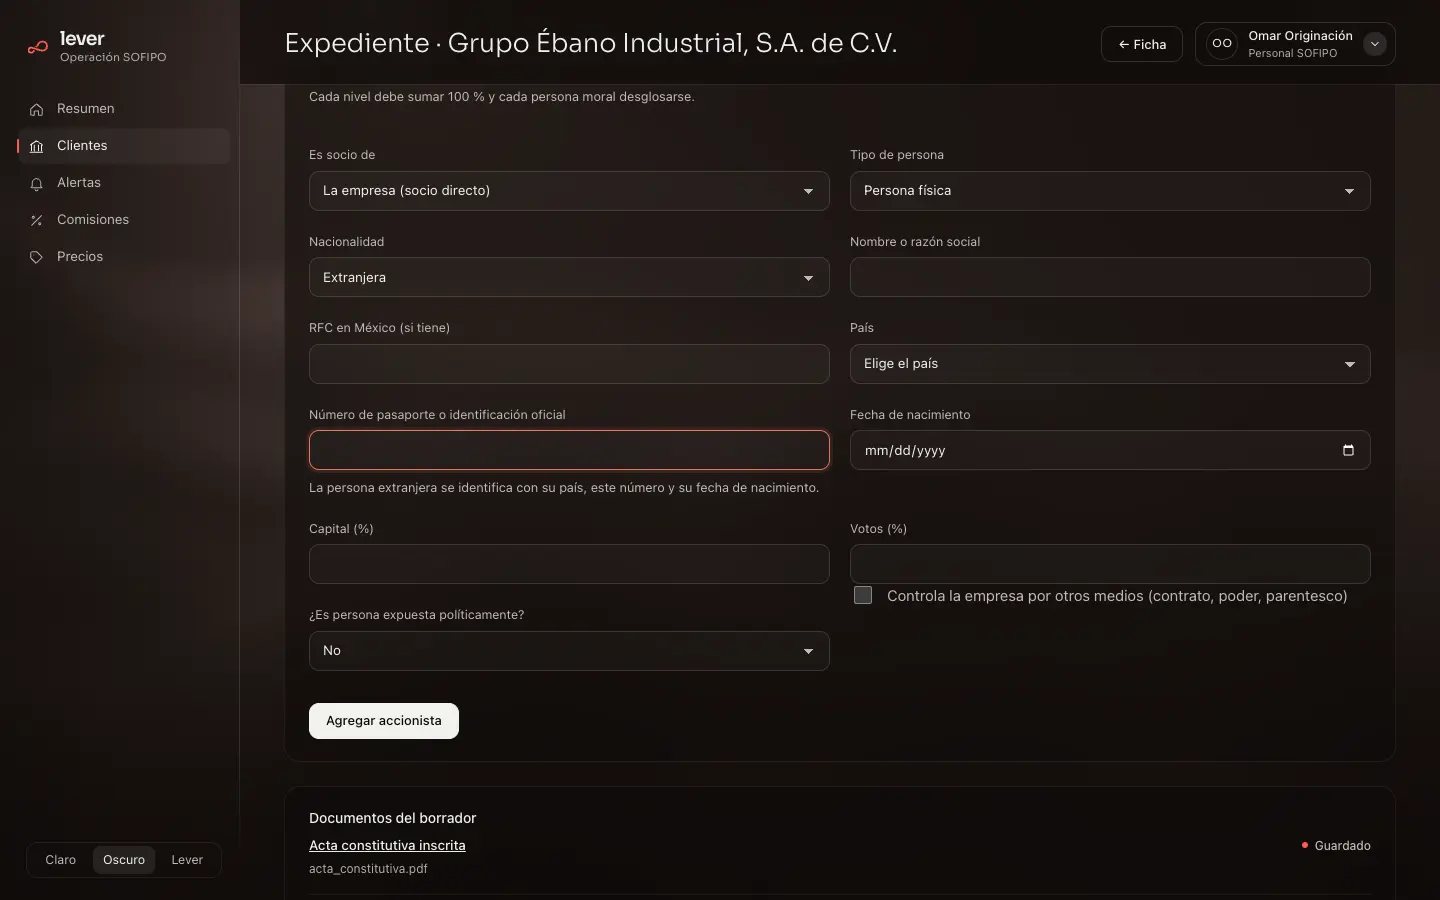 lever
Operación SOFIPO
Resumen
Clientes
Alertas
Comisiones
Precios
Claro
Oscuro
Lever
Expediente · Grupo Ébano Industrial, S.A. de C.V.
← Ficha
OO
Omar Originación
Personal SOFIPO
Cada nivel debe sumar 100 % y cada persona moral desglosarse.
Es socio de
La empresa (socio directo)
Tipo de persona
Persona física
Nacionalidad
Extranjera
Nombre o razón social
RFC en México (si tiene)
País
Elige el país
Número de pasaporte o identificación oficial
La persona extranjera se identifica con su país, este número y su fecha de nacimiento.
Fecha de nacimiento
mm/dd/yyyy
Capital (%)
Votos (%)
Controla la empresa por otros medios (contrato, poder, parentesco)
¿Es persona expuesta políticamente?
No
Agregar accionista
Documentos del borrador
Acta constitutiva inscrita
acta_constitutiva.pdf
Guardado